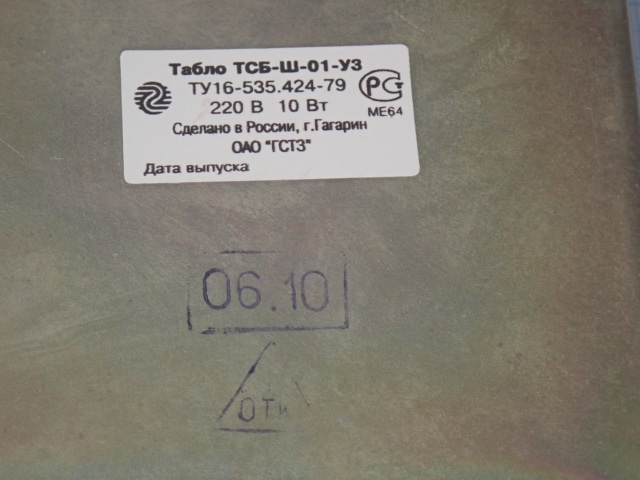 Табло ТСБ-Ш-01-У3
ТУ16-535.424-79
220 В 10 Вт
РСТ
МЕ64
Сделано в России, г.Гагарин
ОАО "ГСТЗ"
Дата выпуска
06.10
ОТК